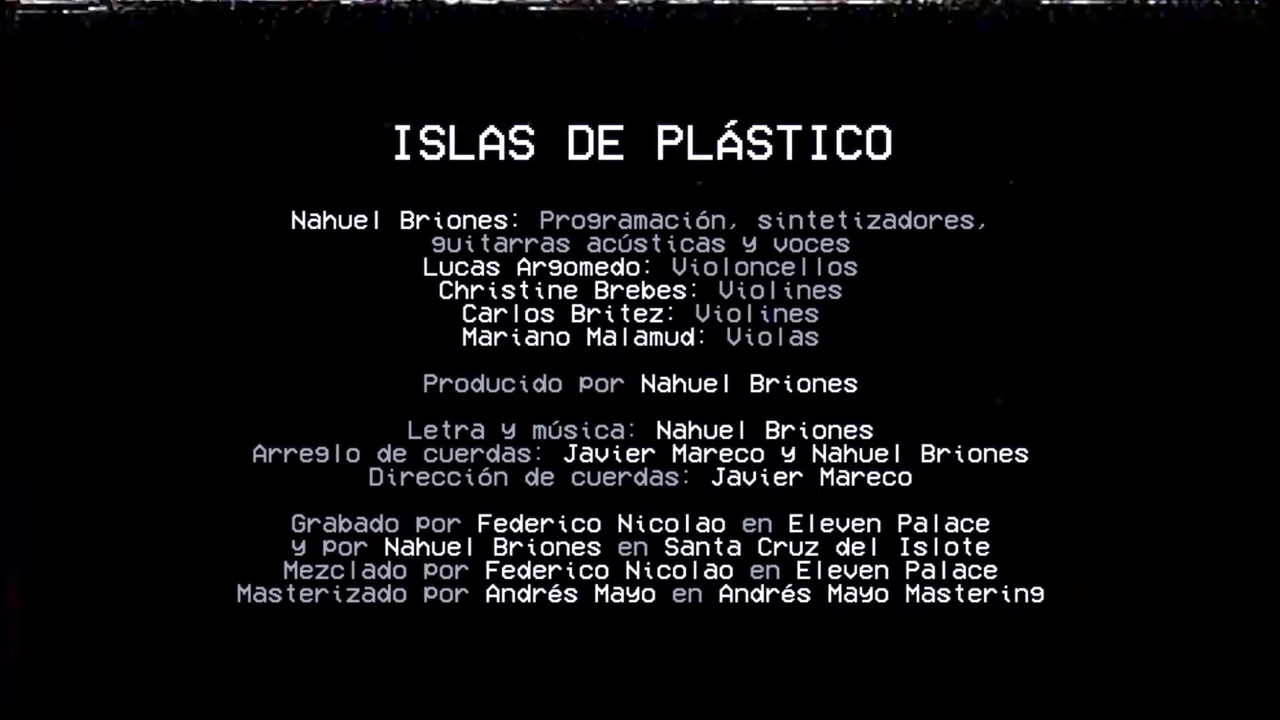 ISLAS DE PLÁSTICO
Nahuel Briones: Programación, sintetizadores,
guitarras acústicas y voces
Lucas Argomedo: Violoncellos
Christine Brebes: Violines
Carlos Britez: Violines
Mariano Malamud: Violas
Producido por Nahuel Briones
Letra y música: Nahuel Briones
Arreglo de cuerdas: Javier Mareco y Nahuel Briones
Dirección de cuerdas: Javier Mareco
Grabado por Federico Nicolao en Eleven Palace
y por Nahuel Briones en Santa Cruz del Islote
Mezclado por Federico Nicolao en Eleven Palace
Masterizado por Andrés Mayo en Andrés Mayo Mastering